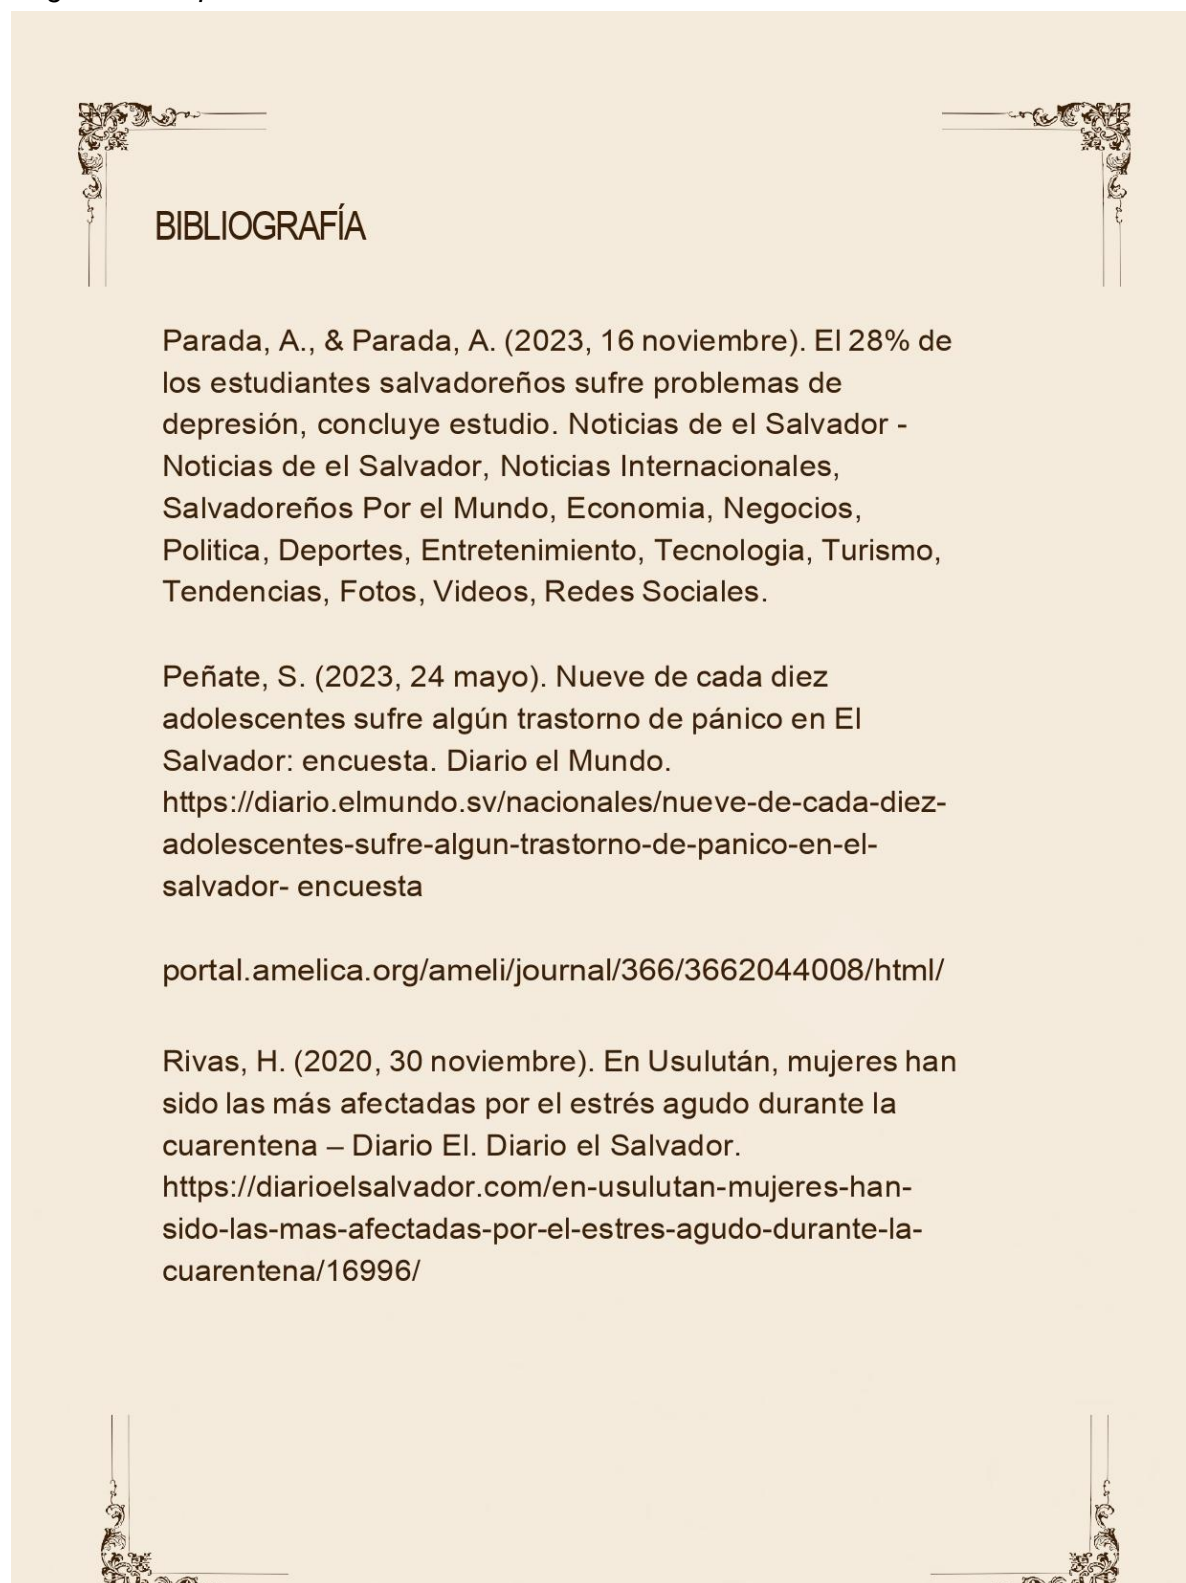 BIBLIOGRAFÍA
Parada, A., & Parada, A. (2023, 16 noviembre). El 28% de
los estudiantes salvadoreños sufre problemas de
depresión, concluye estudio. Noticias de el Salvador -
Noticias de el Salvador, Noticias Internacionales,
Salvadoreños Por el Mundo, Economia, Negocios,
Politica, Deportes, Entretenimiento, Tecnologia, Turismo,
Tendencias, Fotos, Videos, Redes Sociales.
Peñate, S. (2023, 24 mayo). Nueve de cada diez
adolescentes sufre algún trastorno de pánico en El
Salvador: encuesta. Diario el Mundo.
https://diario.elmundo.sv/nacionales/nueve-de-cada-diez-
adolescentes-sufre-algun-trastorno-de-panico-en-el-
salvador- encuesta
portal.amelica.org/ameli/journal/366/3662044008/html/
Rivas, H. (2020, 30 noviembre). En Usulután, mujeres han
sido las más afectadas por el estrés agudo durante la
cuarentena – Diario El. Diario el Salvador.
https://diarioelsalvador.com/en-usulutan-mujeres-han-
sido-las-mas-afectadas-por-el-estres-agudo-durante-la-
cuarentena/16996/